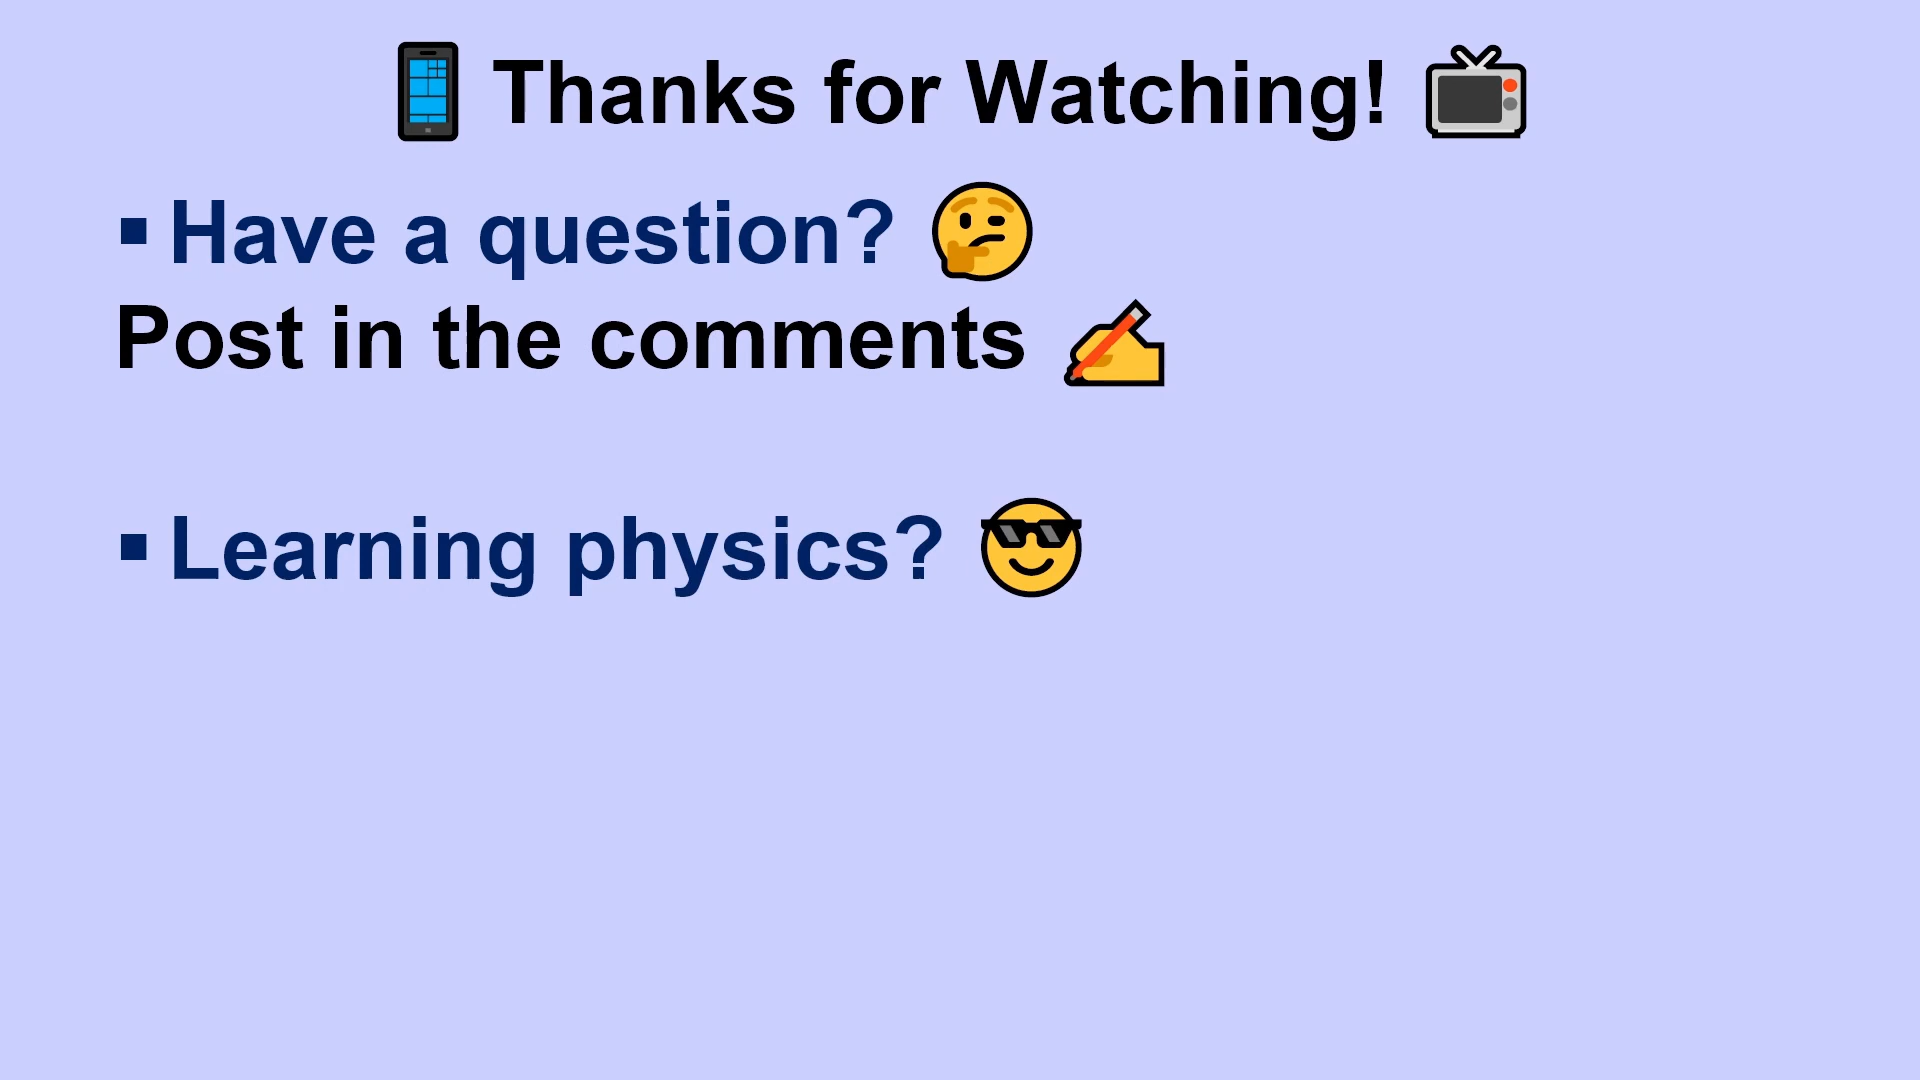 📱 Thanks for Watching! 📺
▪ Have a question? 🤔
Post in the comments ✍
▪ Learning physics? 😎